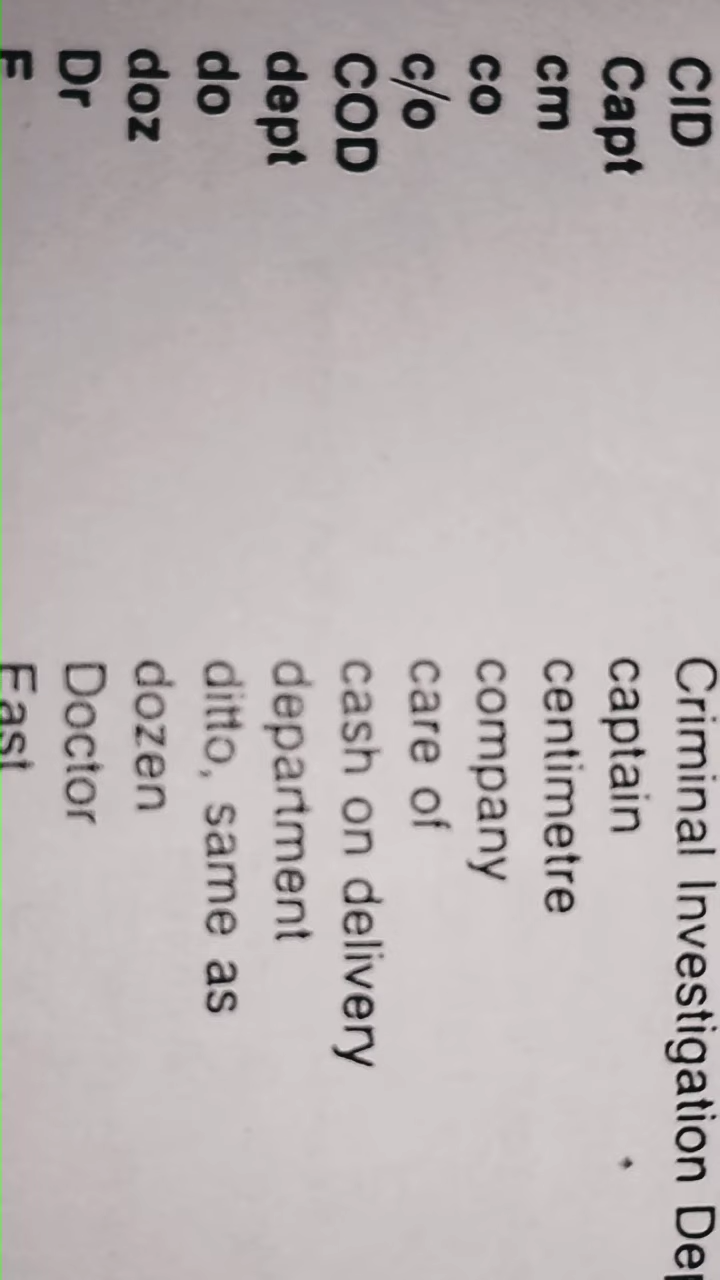 CID Criminal Investigation
Capt captain
cm centimetre
co company
c/o care of
COD cash on delivery
dept department
do ditto, same as
doz dozen
Dr Doctor
East